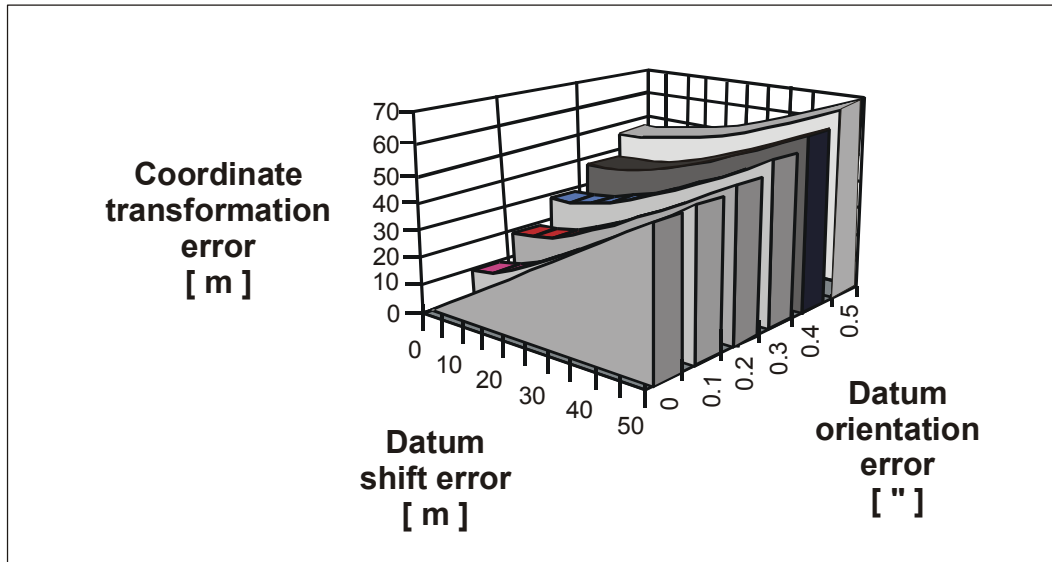 70
60
50
40
30
20
10
0
Coordinate
transformation
error
[ m ]
0
10
20
30
40
50
Datum
shift error
[ m ]
0
0.1
0.2
0.3
0.4
0.5
Datum
orientation
error
[ " ]